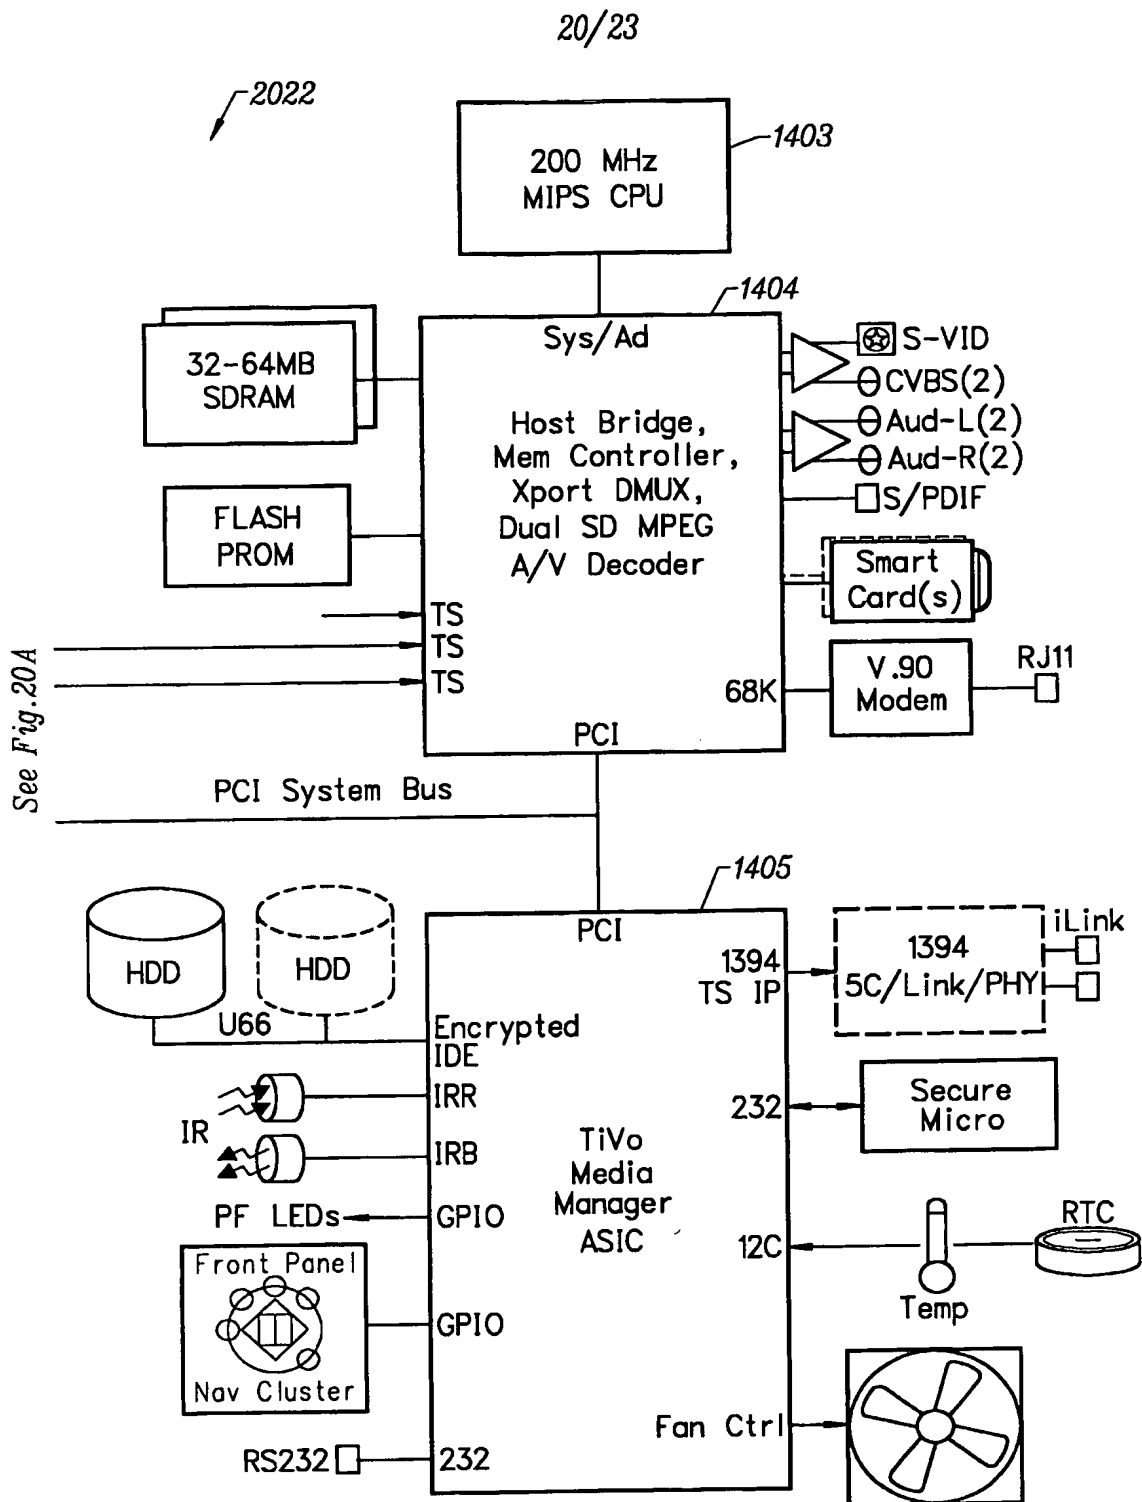 20/23
2022
1403
200 MHz
MIPS CPU
1404
Sys/Ad
32-64MB
SDRAM
Host Bridge,
Mem Controller,
Xport DMUX,
Dual SD MPEG
A/V Decoder
S-VID
CVBS(2)
Aud-L(2)
Aud-R(2)
S/PDIF
FLASH
PROM
Smart
Card(s)
TS
TS
TS
68K
V.90
Modem
RJ11
PCI
See Fig.20A
PCI System Bus
1405
PCI
HDD
HDD
U66
Encrypted
IDE
1394
TS IP
1394
5C/Link/PHY
iLink
IR
IRR
IRB
232
Secure
Micro
TiVo
Media
Manager
ASIC
PF LEDs
GPIO
12C
Temp
RTC
Front Panel
Nav Cluster
GPIO
Fan Ctrl
RS232
232